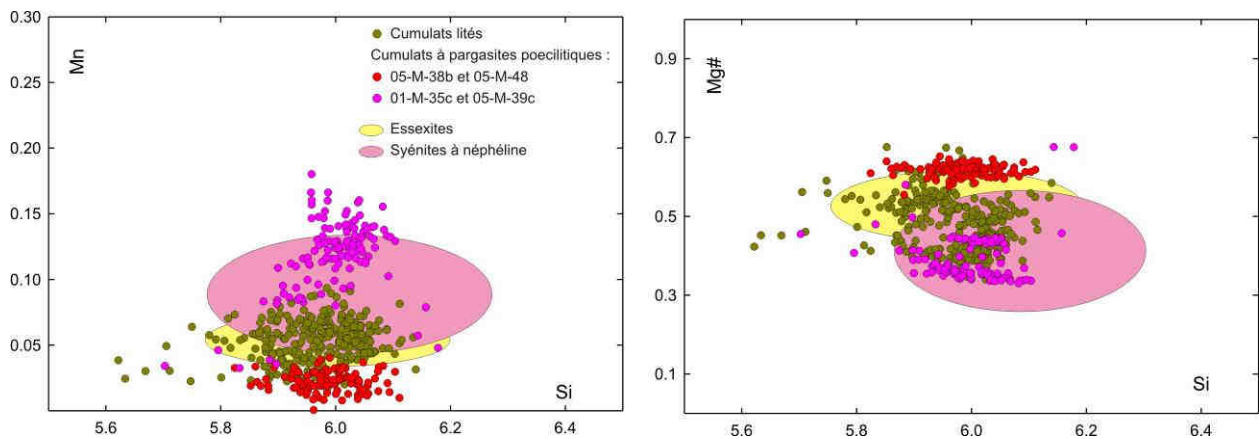 0.30
0.25
0.20
0.15
0.10
0.05
Mn
Cumulats lités
Cumulats à pargasites poecilitiques :
05-M-38b et 05-M-48
01-M-35c et 05-M-39c
Essexites
Syénites à néphéline
Si
5.6 5.8 6.0 6.2 6.4
0.9
0.7
0.5
0.3
0.1
Mg#
Si
5.6 5.8 6.0 6.2 6.4